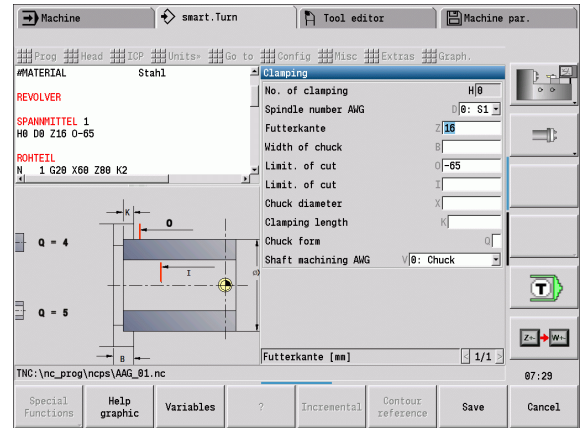 Machine smart.Turn Tool editor Machine par.
Prog Head ICP Units» Go to Config Misc Extras Graph.
#MATERIAL Stahl
REVOLVER
SPANNMITTEL 1
H0 D0 Z16 O-65
ROHTEIL
N 1 G20 X60 Z80 K2
Clamping
No. of clamping H 0
Spindle number AWG D 0: S1
Futterkante Z 16
Width of chuck B
Limit. of cut O -65
Limit. of cut I
Chuck diameter X
Clamping length K
Chuck form Q
Shaft machining AWG V 0: Chuck
K
O
Q = 4
I
Q = 5
B
Futterkante [mm] < 1/1 >
T
Z+- W+-
TNC:\nc_prog\ncps\AAG_01.nc
07:29
Special Functions
Help graphic
Variables
?
Incremental
Contour reference
Save
Cancel